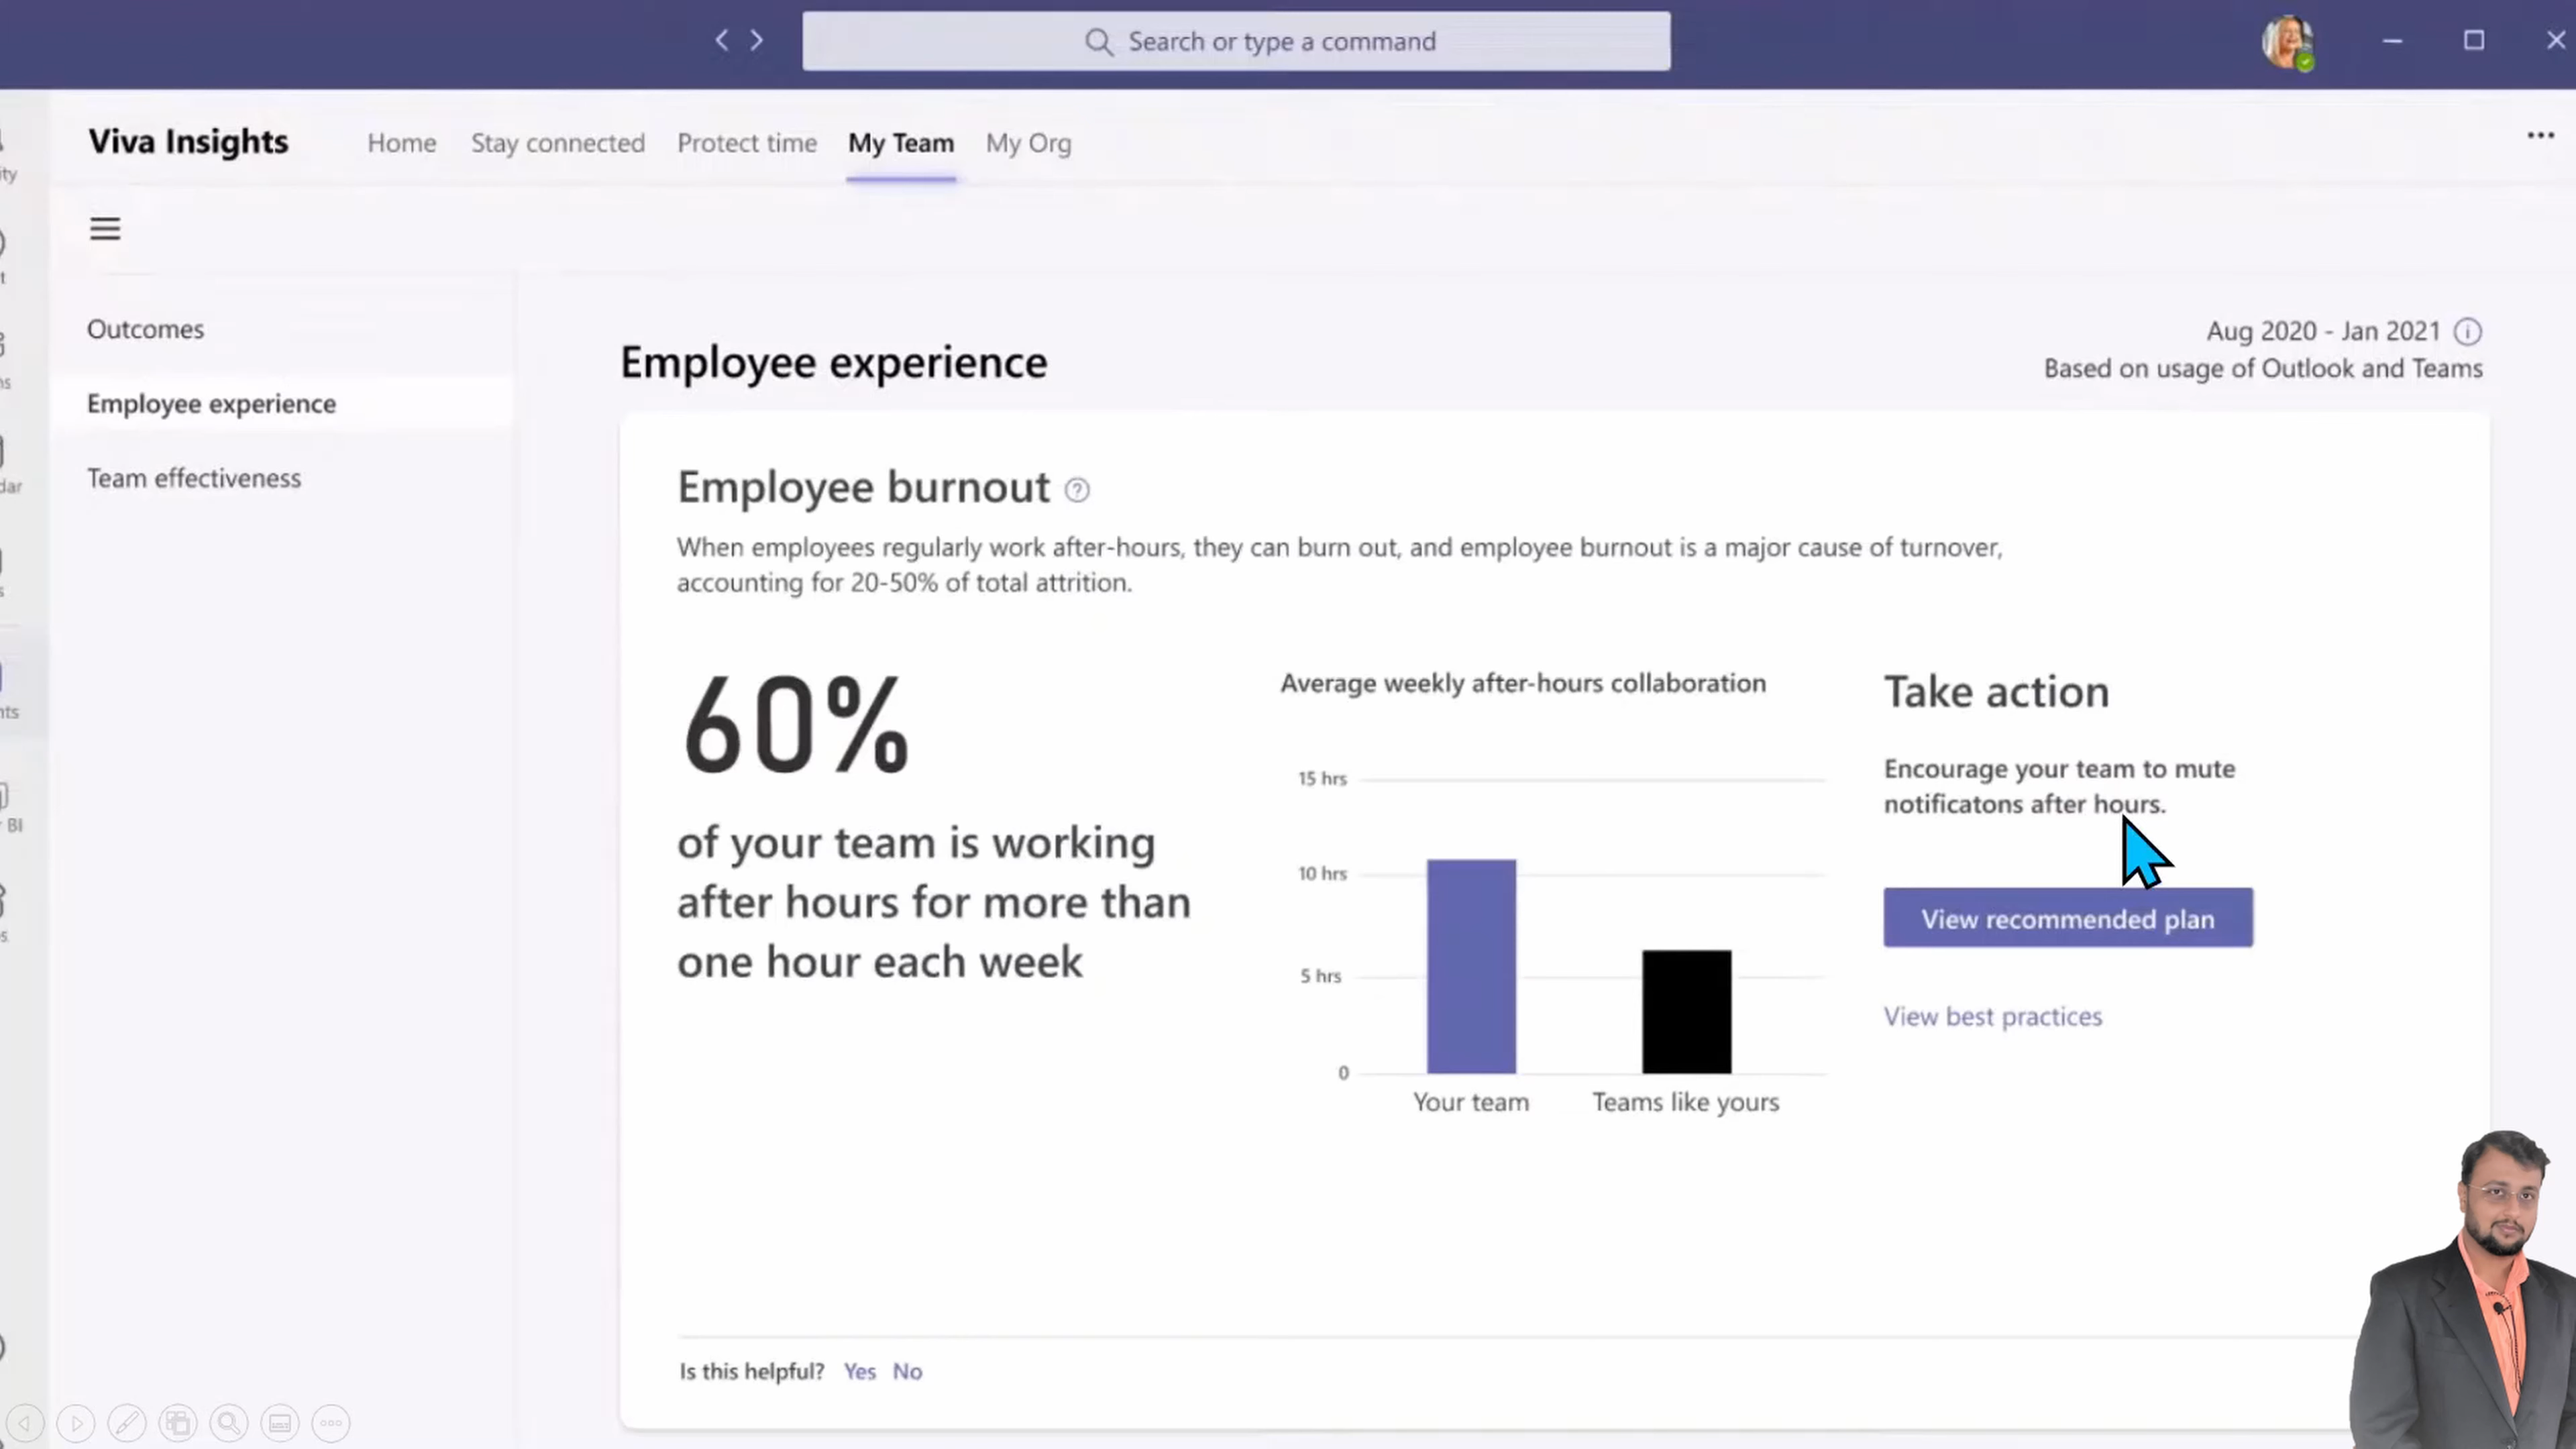 Search or type a command
Viva Insights
Home
Stay connected
Protect time
My Team
My Org
Outcomes
Employee experience
Team effectiveness
Employee experience
Aug 2020 - Jan 2021
Based on usage of Outlook and Teams
Employee burnout
When employees regularly work after-hours, they can burn out, and employee burnout is a major cause of turnover,
accounting for 20-50% of total attrition.
60%
of your team is working
after hours for more than
one hour each week
Average weekly after-hours collaboration
15 hrs
10 hrs
5 hrs
0
Your team
Teams like yours
Take action
Encourage your team to mute
notificatons after hours.
View recommended plan
View best practices
Is this helpful? Yes No
BI